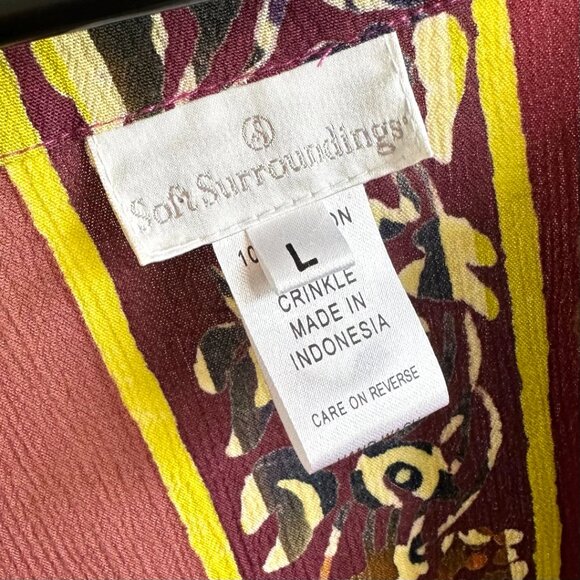 Soft Surroundings
L
CRINKLE
MADE IN
INDONESIA
CARE ON REVERSE